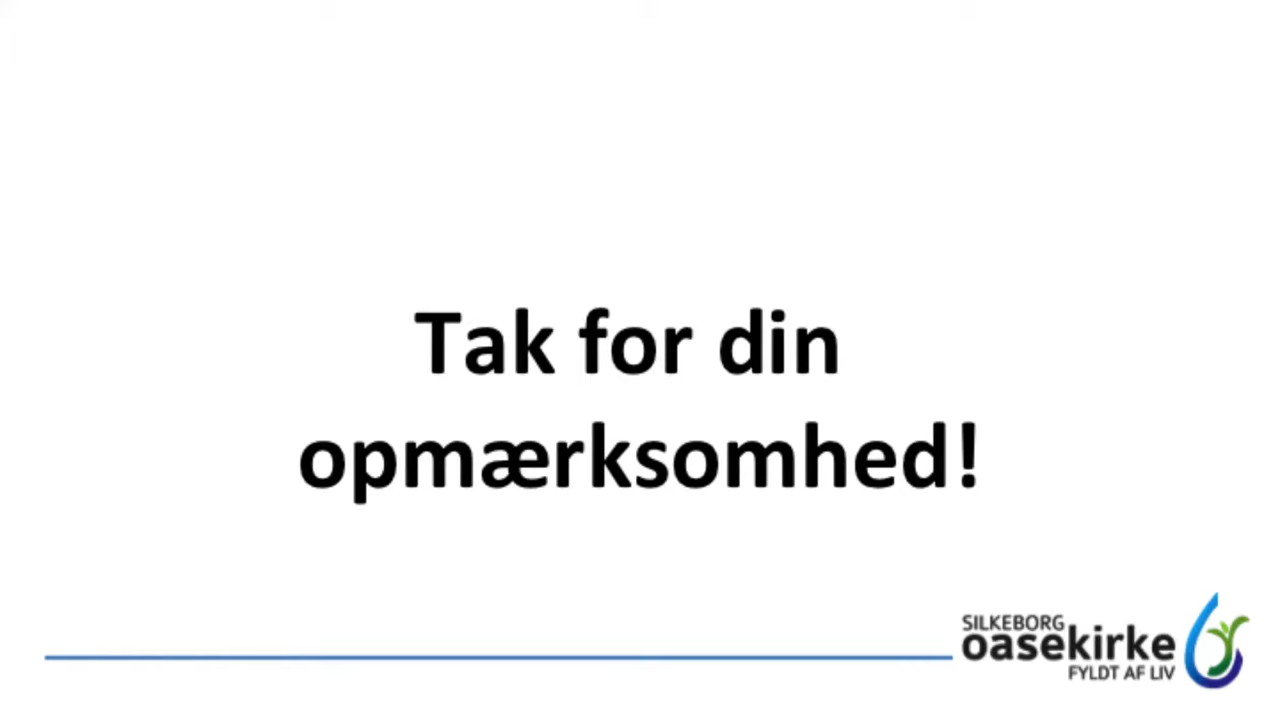 Tak for din
opmærksomhed!
SILKEBORG
oasekirke
FYLDT AF LIV